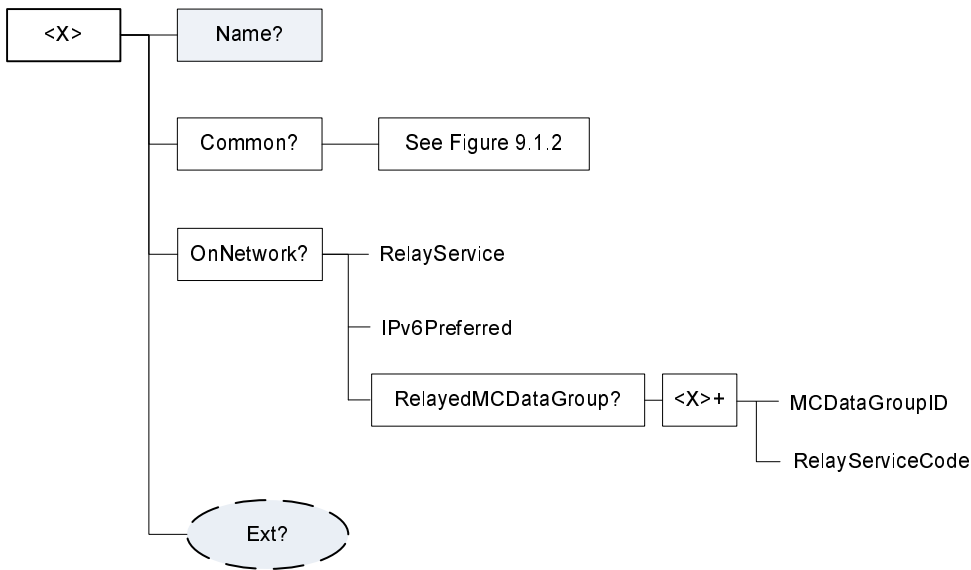 <X>
Name?
Common?
See Figure 9.1.2
OnNetwork?
RelayService
IPv6Preferred
RelayedMCDataGroup?
<X>+
MCDataGroupID
RelayServiceCode
Ext?